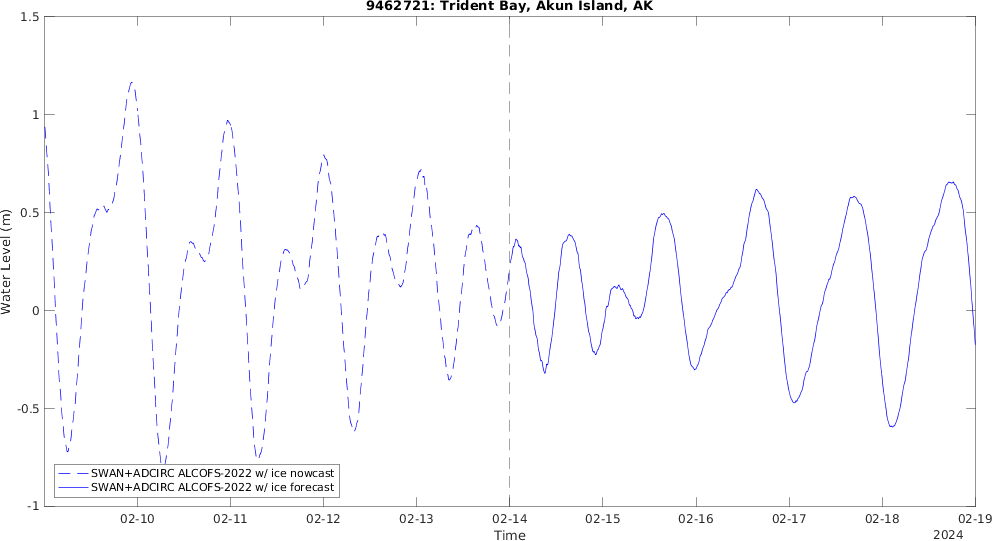 9462721: Trident Bay, Akun Island, AK
1.5
1
0.5
0
-0.5
-1
Water Level (m)
SWAN+ADCIRC ALCOFS-2022 w/ ice nowcast
SWAN+ADCIRC ALCOFS-2022 w/ ice forecast
02-10 02-11 02-12 02-13 02-14 02-15 02-16 02-17 02-18 02-19
Time
2024